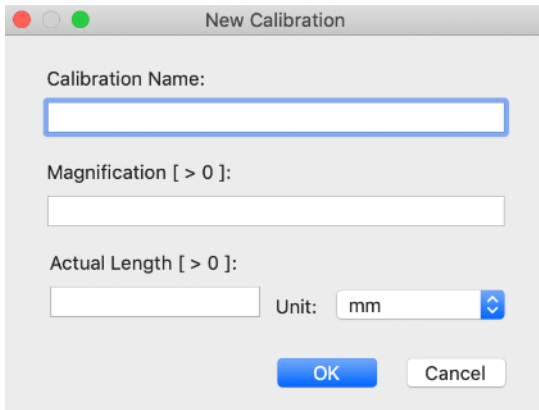 New Calibration
Calibration Name:
Magnification [ > 0 ]:
Actual Length [ > 0 ]:
Unit: mm
OK Cancel